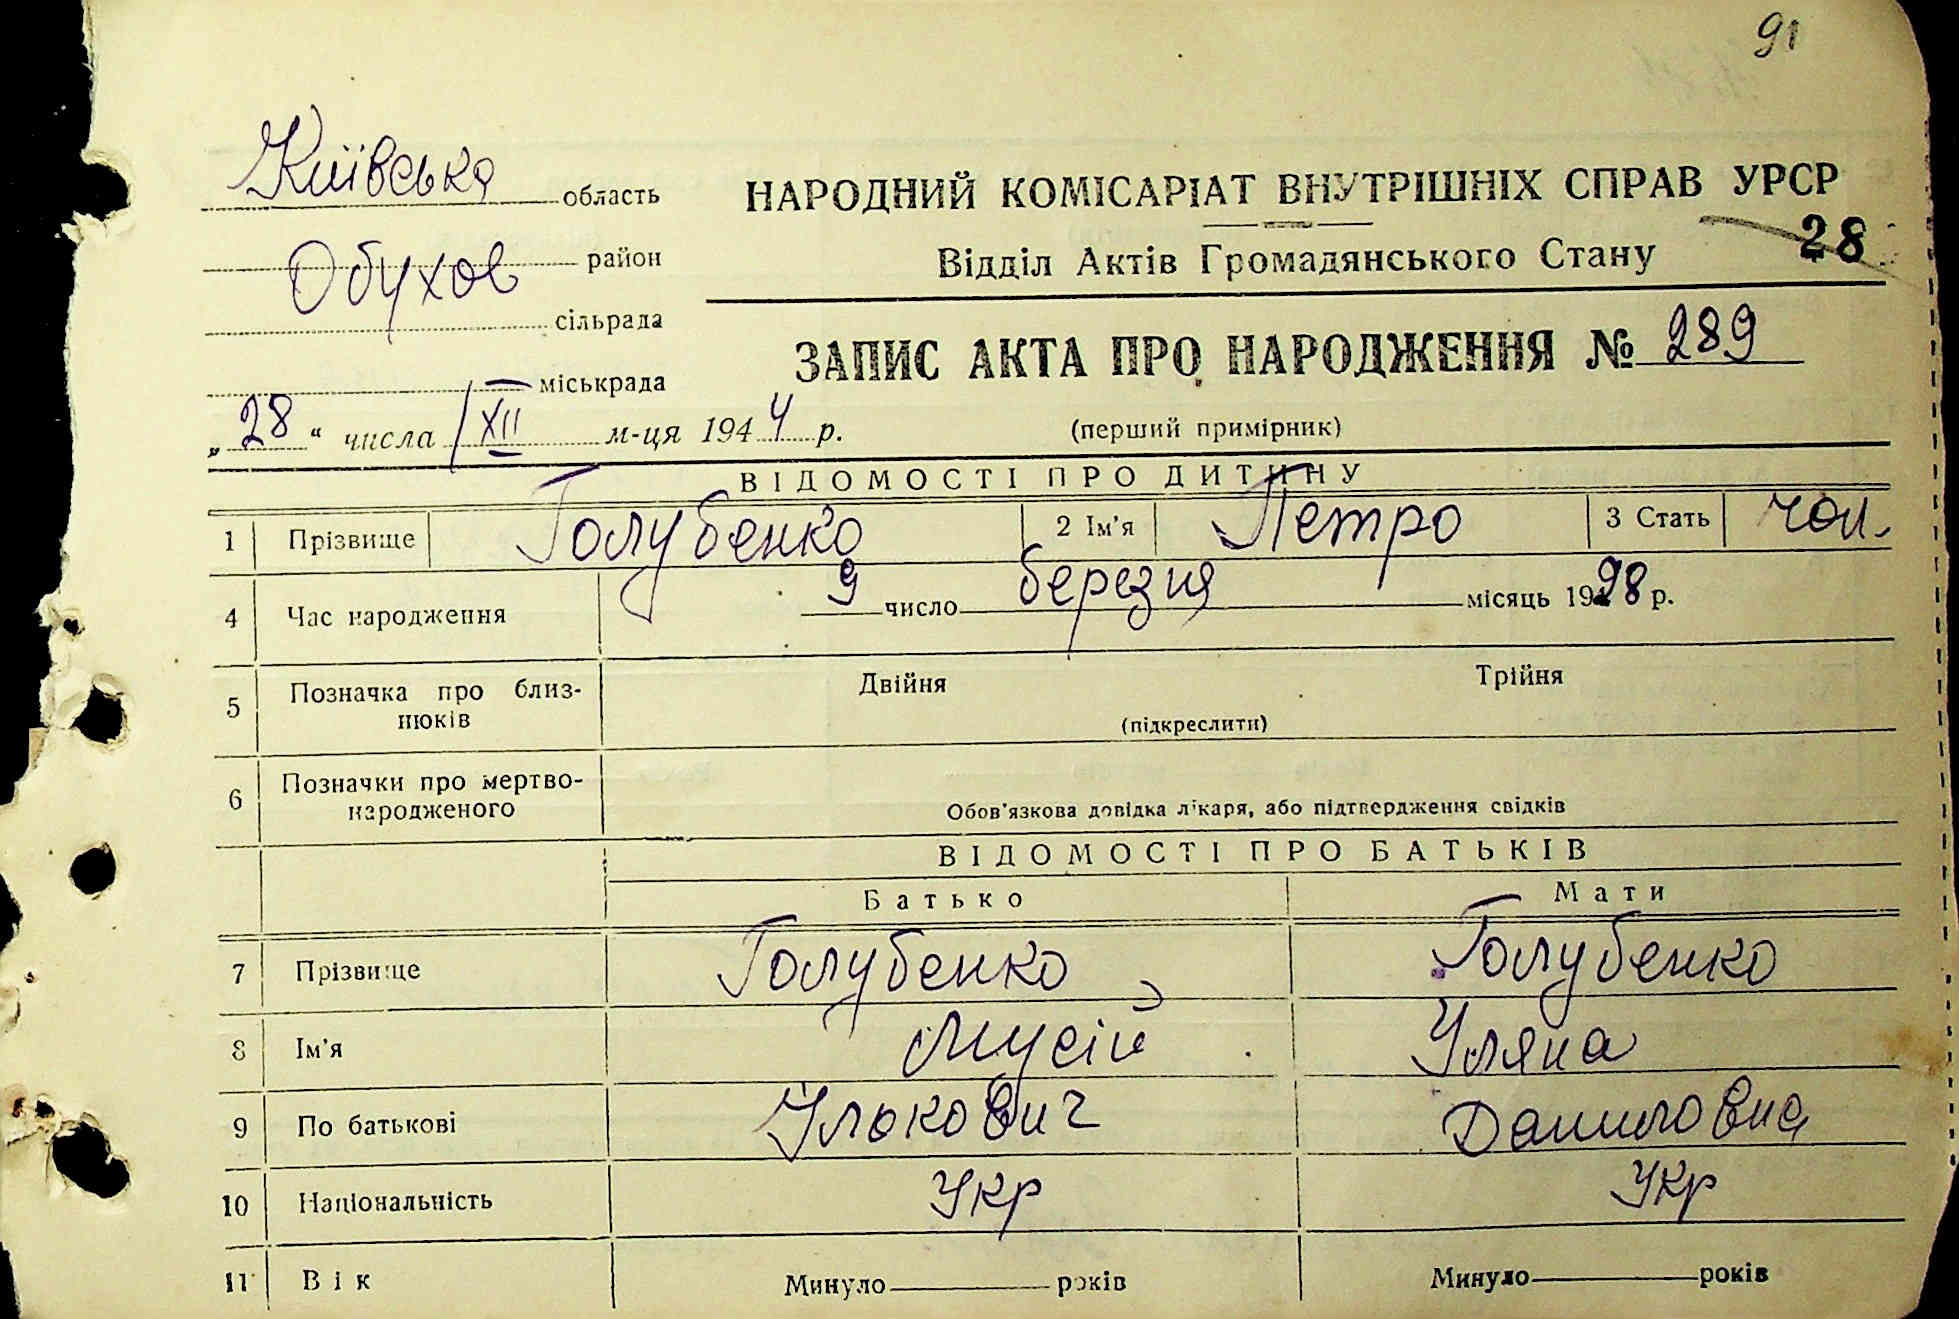 91
Київська область
Обухов район
сільрада
міськрада
„28“ числа XII м-ця 1944 р.
НАРОДНИЙ КОМІСАРІАТ ВНУТРІШНІХ СПРАВ УРСР
28
Відділ Актів Громадянського Стану
ЗАПИС АКТА ПРО НАРОДЖЕННЯ № 289
(перший примірник)
ВІДОМОСТІ ПРО ДИТИНУ
1 Прізвище Голубенко 2 Ім'я Петро 3 Стать чол.
4 Час народження 9 число березня місяць 1928 р.
5 Позначка про близнюків Двійня Трійня
(підкреслити)
6 Позначки про мертво-
народженого Обов'язкова довідка лікаря, або підтвердження свідків
ВІДОМОСТІ ПРО БАТЬКІВ
Батько Мати
7 Прізвище Голубенко Голубенко
8 Ім'я Мусій Уляна
9 По батькові Улькович Даниловна
10 Національність Укр Укр
11 Вік Минуло років Минуло років